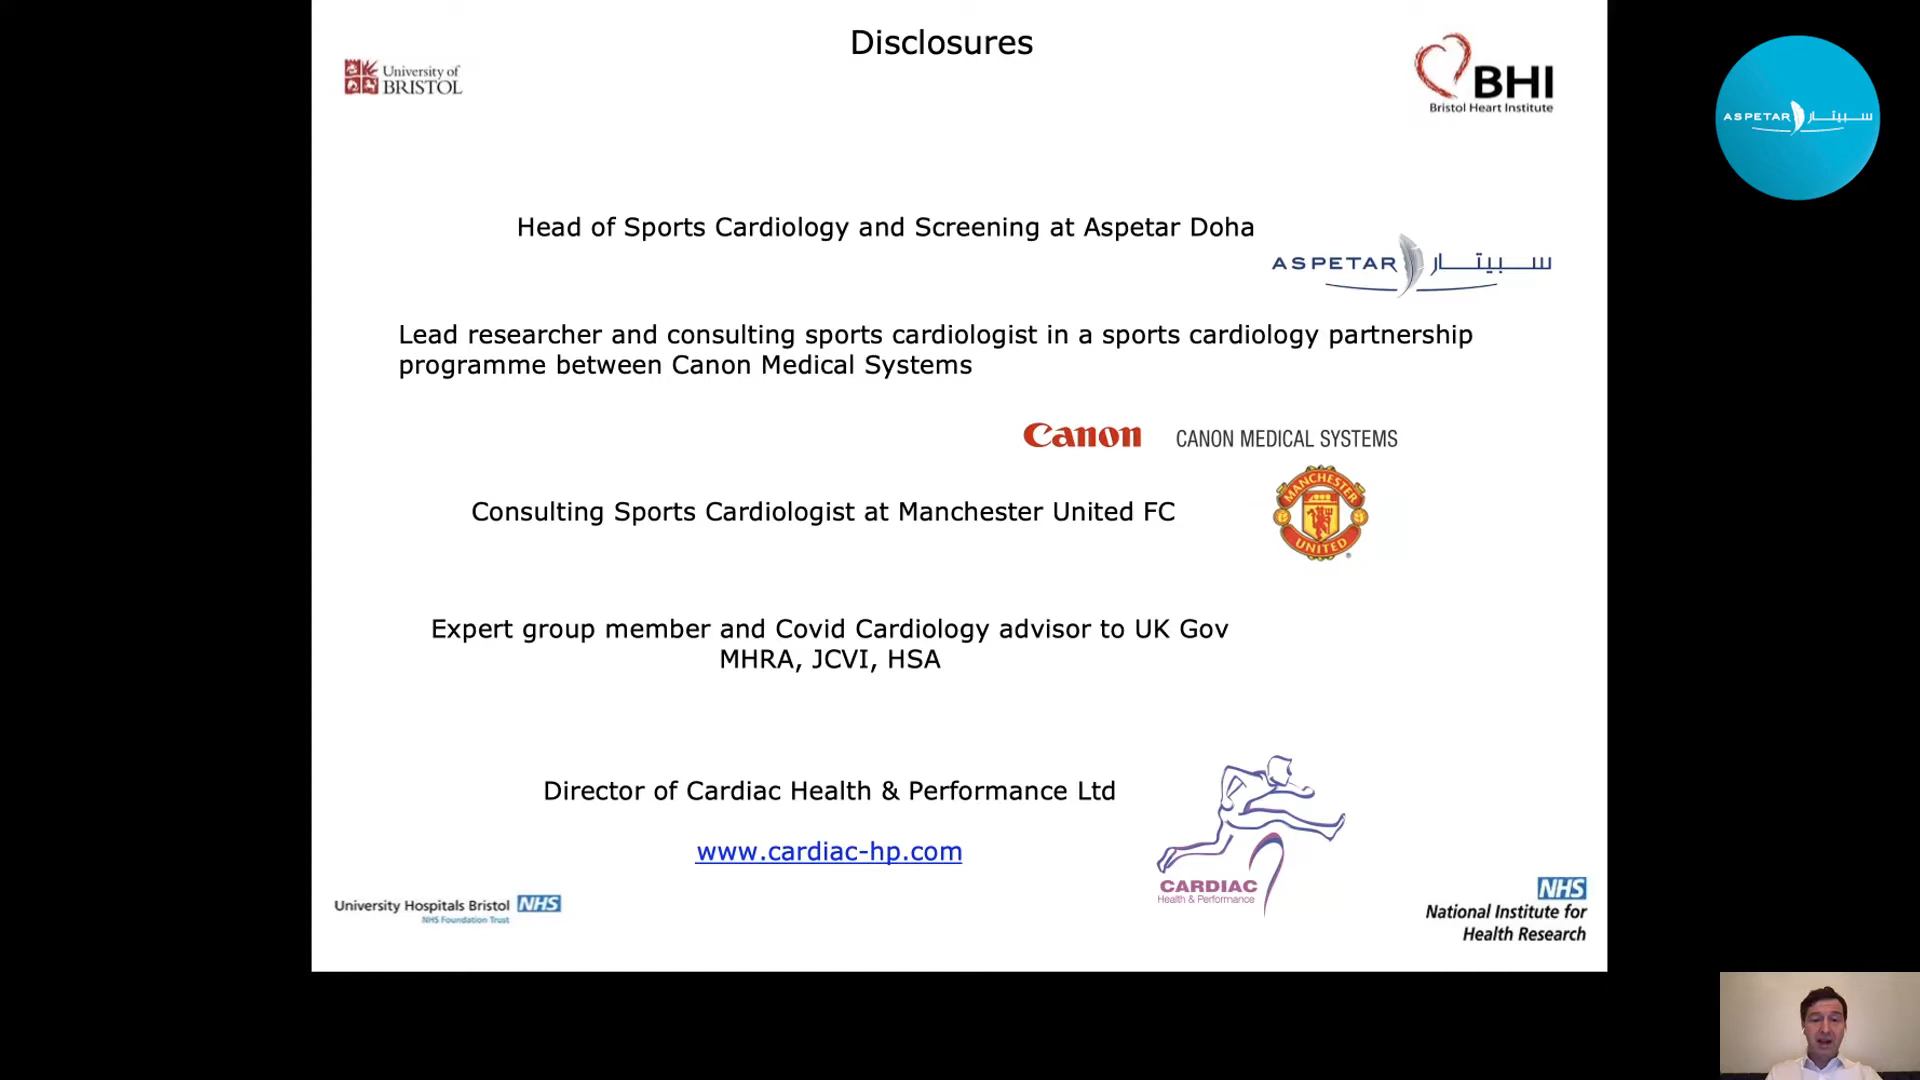 Disclosures
University of
BRISTOL
BHI
Bristol Heart Institute
ASPETAR سبيتار
Head of Sports Cardiology and Screening at Aspetar Doha
ASPETAR سبيتار
Lead researcher and consulting sports cardiologist in a sports cardiology partnership
programme between Canon Medical Systems
Canon CANON MEDICAL SYSTEMS
Consulting Sports Cardiologist at Manchester United FC
MANCHESTER
UNITED
Expert group member and Covid Cardiology advisor to UK Gov
MHRA, JCVI, HSA
Director of Cardiac Health & Performance Ltd
www.cardiac-hp.com
CARDIAC
Health & Performance
University Hospitals Bristol NHS
NHS Foundation Trust
NHS
National Institute for
Health Research